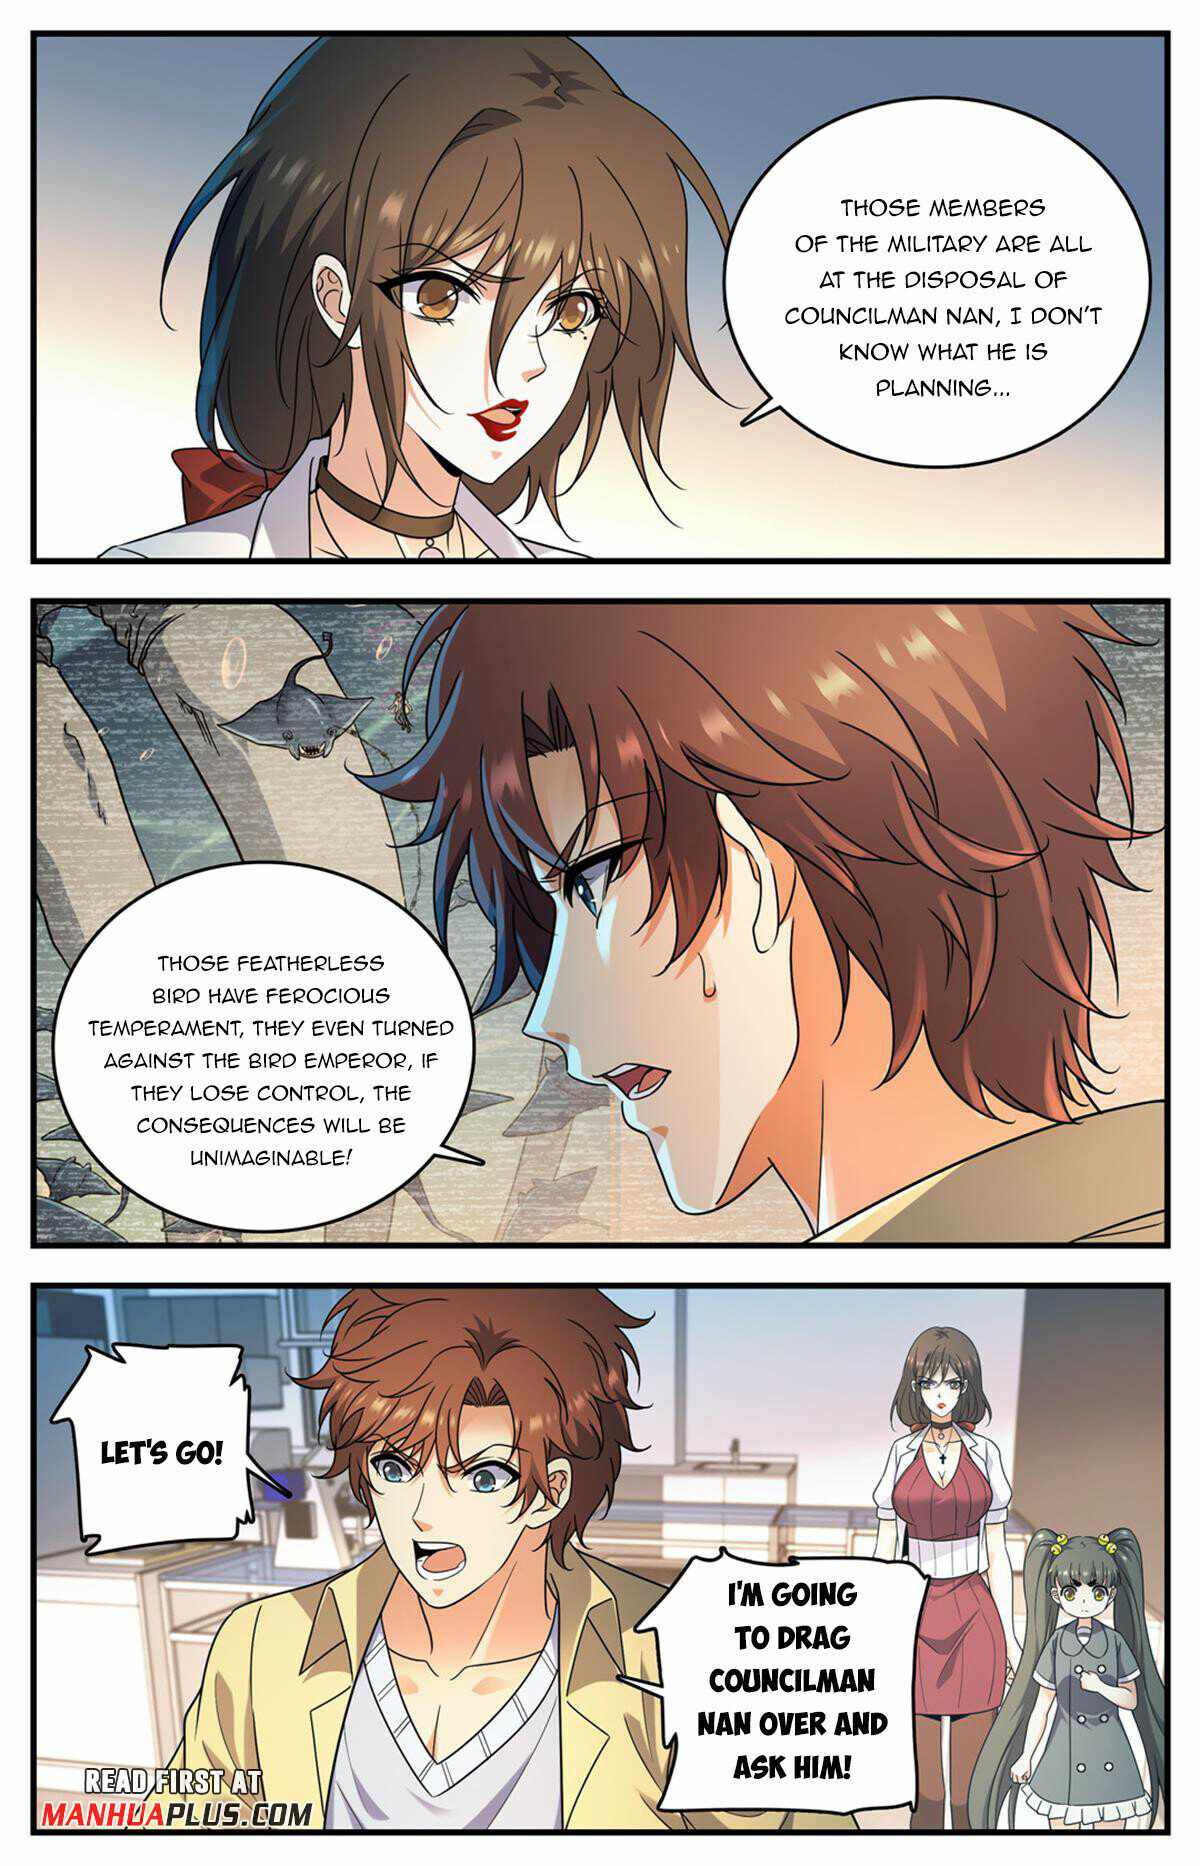 THOSE MEMBERS
OF THE MILITARY ARE ALL
AT THE DISPOSAL OF
COUNCILMAN NAN, I DON'T
KNOW WHAT HE IS
PLANNING...
THOSE FEATHERLESS
BIRD HAVE FEROCIOUS
TEMPERAMENT, THEY EVEN TURNED
AGAINST THE BIRD EMPEROR, IF
THEY LOSE CONTROL, THE
CONSEQUENCES WILL BE
UNIMAGINABLE!
LET'S GO!
I'M GOING
TO DRAG
COUNCILMAN
NAN OVER AND
ASK HIM!
READ FIRST AT
MANHUAPLUS.COM